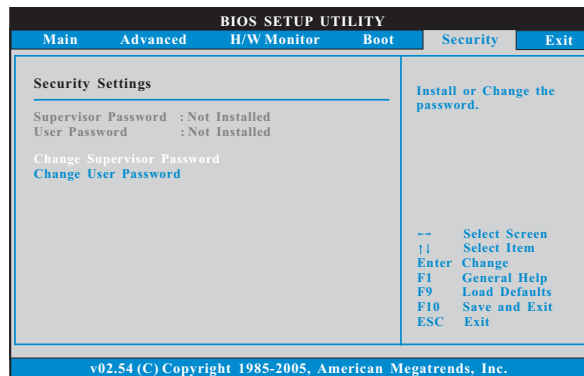 BIOS SETUP UTILITY
Main Advanced H/W Monitor Boot Security Exit
Security Settings
Supervisor Password : Not Installed
User Password : Not Installed
Change Supervisor Password
Change User Password
Install or Change the
password.
←→ Select Screen
↑↓ Select Item
Enter Change
F1 General Help
F9 Load Defaults
F10 Save and Exit
ESC Exit
v02.54 (C) Copyright 1985-2005, American Megatrends, Inc.